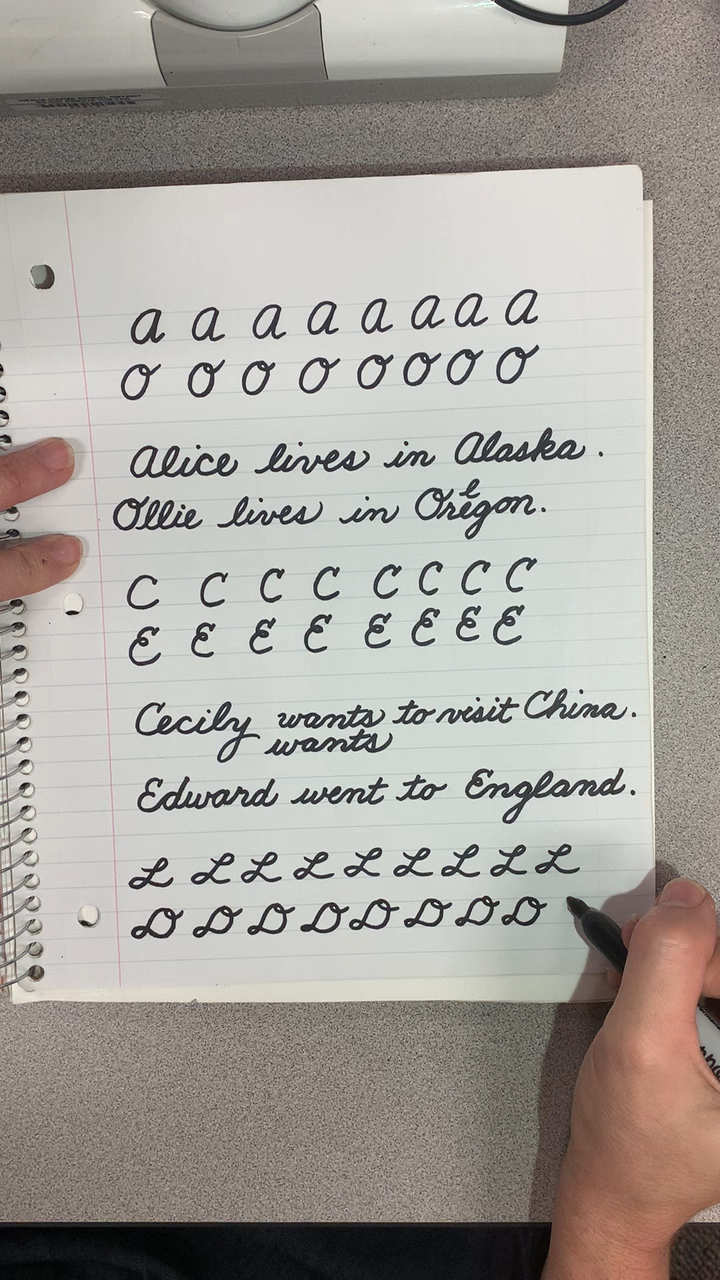 a a a a a a a a
O O O O O O O O
Alice lives in Alaska.
Ollie lives in Oregon.
C C C C C C C C
E E E E E E E E
Cecily wants to visit China.
wants
Edward went to England.
L L L L L L L L L
D D D D D D D D